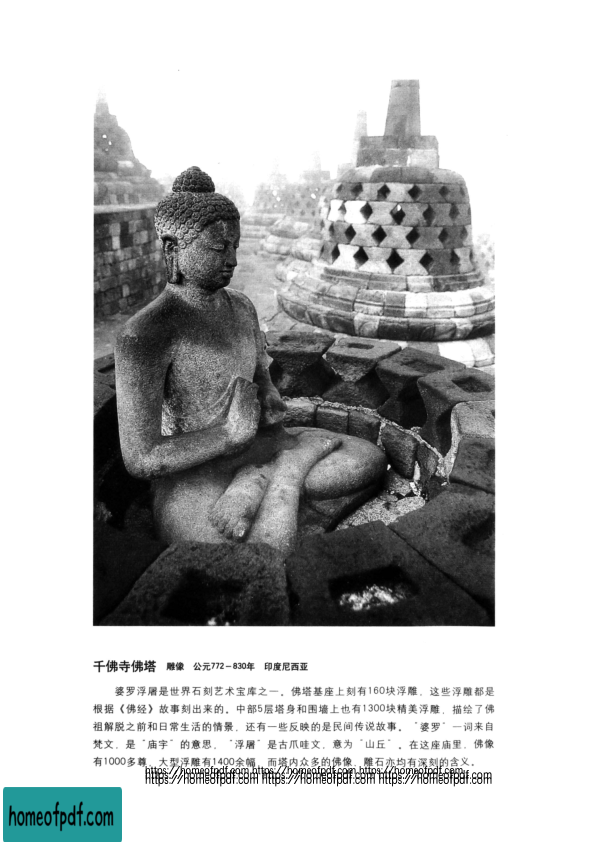 千佛寺佛塔 雕像 公元772－830年 印度尼西亚
婆罗浮屠是世界石刻艺术宝库之一。佛塔基座上刻有160块浮雕，这些浮雕都是
根据《佛经》故事刻出来的。中部5层塔身和围墙上也有1300块精美浮雕，描绘了佛
祖解脱之前和日常生活的情景，还有一些反映的是民间传说故事。“婆罗”一词来自
梵文，是“庙宇”的意思，“浮屠”是古爪哇文，意为“山丘”。在这座庙里，佛像
有1000多尊，大型浮雕有1400余幅，而塔内众多的佛像、雕石亦均有深刻的含义。
https://homeofpdf.com https://homeofpdf.com https://homeofpdf.com
https://homeofpdf.com https://homeofpdf.com https://homeofpdf.com
homeofpdf.com